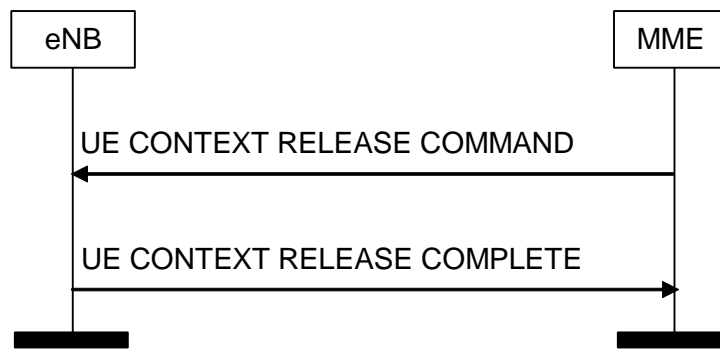 eNB
MME
UE CONTEXT RELEASE COMMAND
UE CONTEXT RELEASE COMPLETE